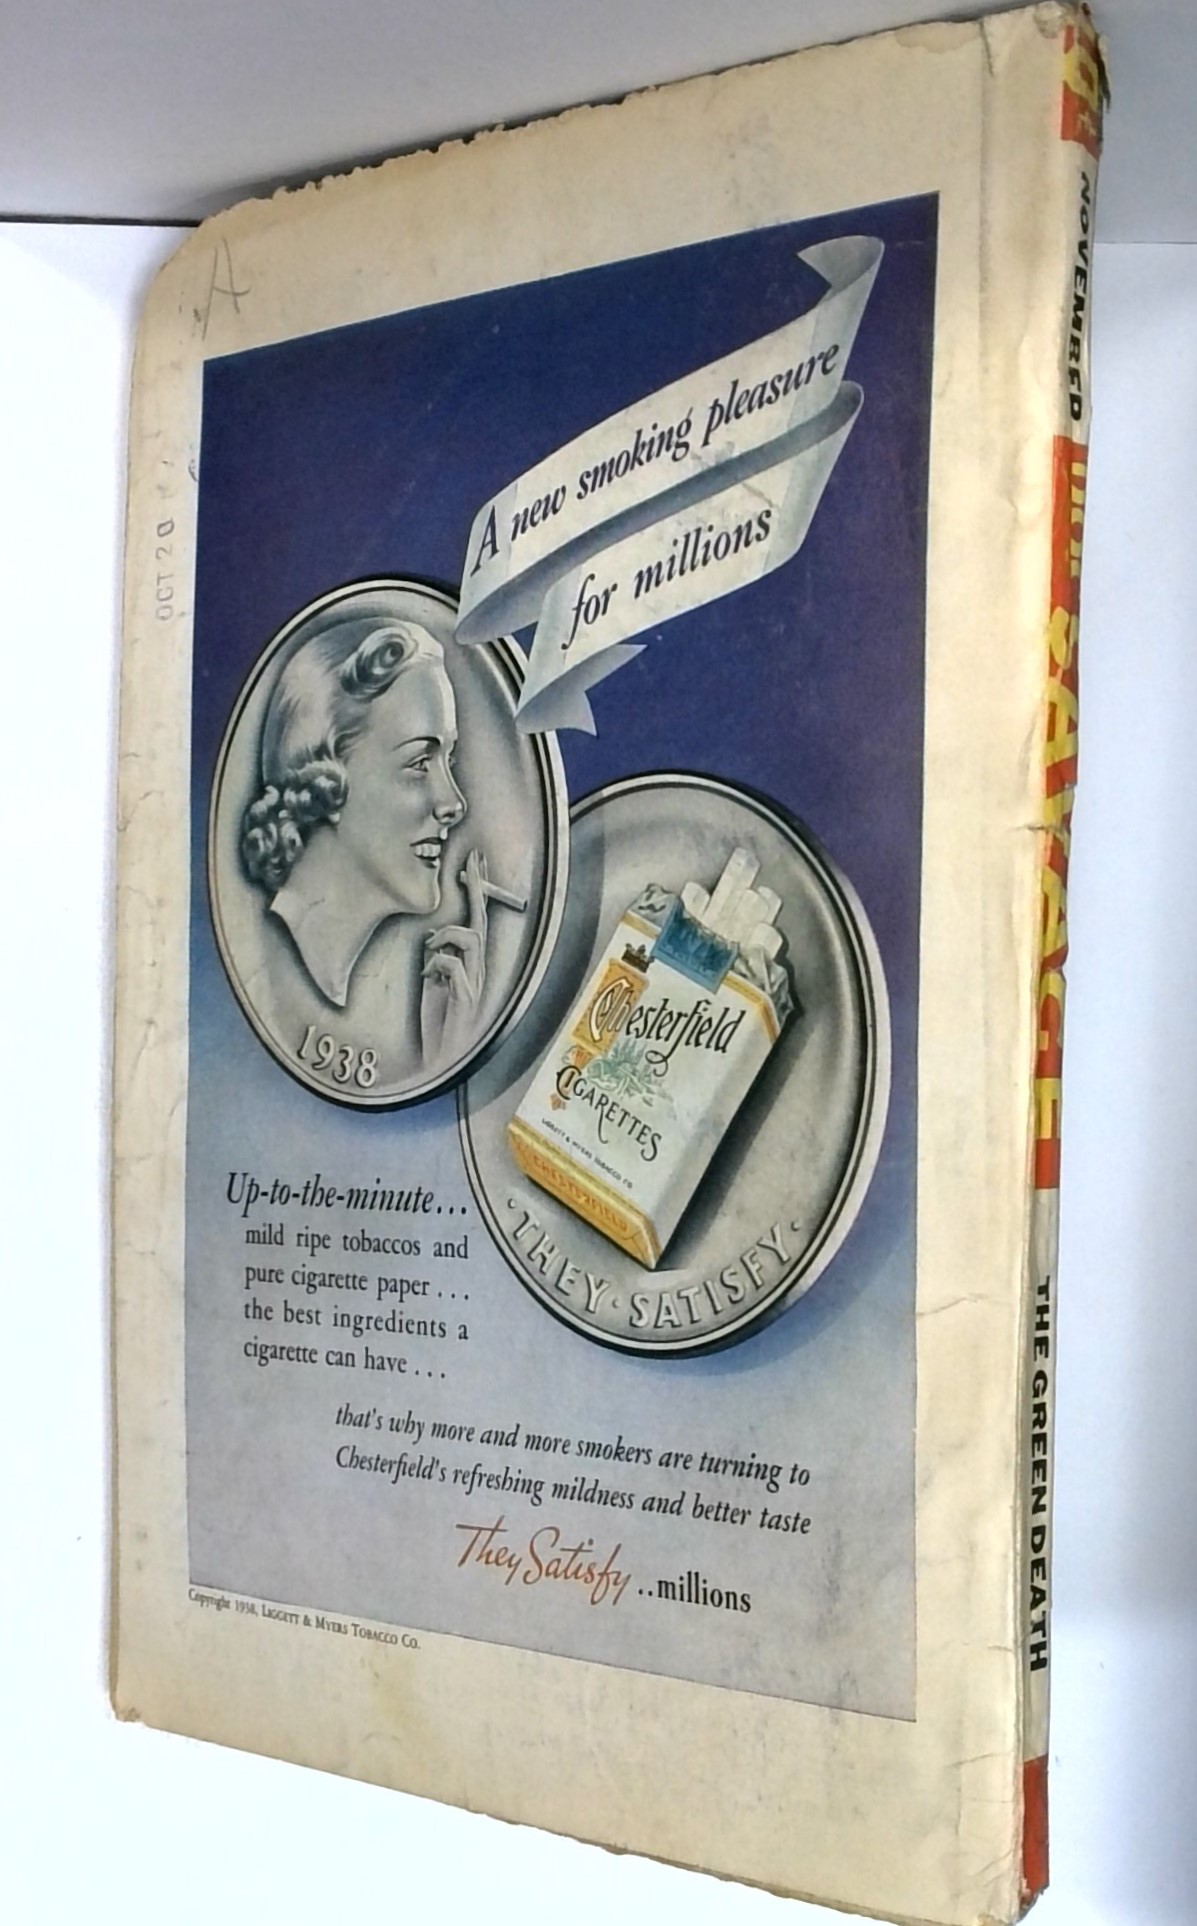 A
OCT 20
A new smoking pleasure
for millions
1938
Chesterfield
CIGARETTES
LIGGETT & MYERS TOBACCO CO.
CHESTERFIELD
· THEY · SATISFY ·
Up-to-the-minute...
mild ripe tobaccos and
pure cigarette paper...
the best ingredients a
cigarette can have...
that's why more and more smokers are turning to
Chesterfield's refreshing mildness and better taste
They Satisfy ..millions
Copyright 1938, LIGGETT & MYERS TOBACCO CO.
10¢
NOVEMBER
DOC SAVAGE
THE GREEN DEATH